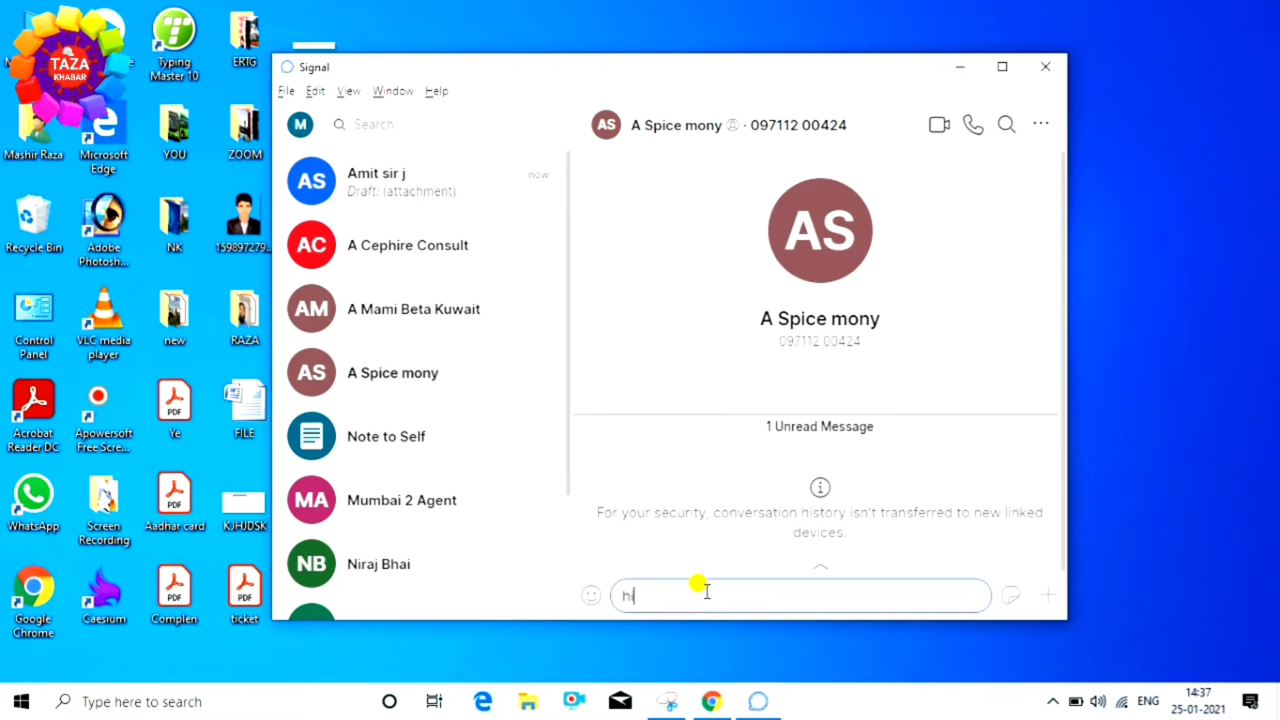 TAZA
KHABAR
Typing
Master 10
ERTG
Mashir Raza
Microsoft
Edge
YOU
ZOOM
Recycle Bin
Adobe
Photosh...
NK
159897279...
Control
Panel
VLC media
player
new
RAZA
Acrobat
Reader DC
Apowersoft
Free Scre...
PDF
Ye
FILE
WhatsApp
Screen
Recording
PDF
Aadhar card
KJHJDSK
Google
Chrome
Caesium
PDF
Complen
PDF
ticket
Signal
File Edit View Window Help
M
Search
AS
Amit sir j
now
Draft: (attachment)
AC
A Cephire Consult
AM
A Mami Beta Kuwait
AS
A Spice mony
Note to Self
MA
Mumbai 2 Agent
NB
Niraj Bhai
AS
A Spice mony · 097112 00424
AS
A Spice mony
097112 00424
1 Unread Message
For your security, conversation history isn't transferred to new linked
devices.
hi
Type here to search
ENG
14:37
25-01-2021